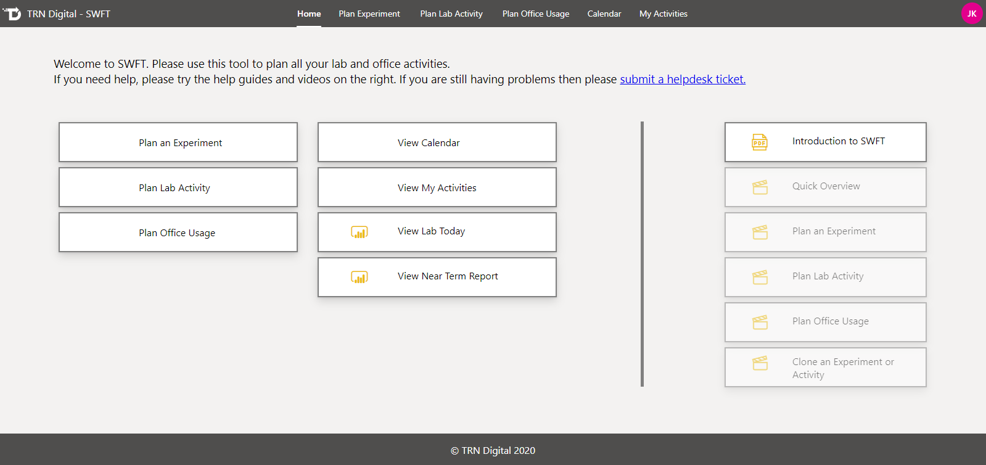 TRN Digital - SWFT
Home
Plan Experiment
Plan Lab Activity
Plan Office Usage
Calendar
My Activities
JK
Welcome to SWFT. Please use this tool to plan all your lab and office activities.
If you need help, please try the help guides and videos on the right. If you are still having problems then please submit a helpdesk ticket.
Plan an Experiment
Plan Lab Activity
Plan Office Usage
View Calendar
View My Activities
View Lab Today
View Near Term Report
PDF
Introduction to SWFT
Quick Overview
Plan an Experiment
Plan Lab Activity
Plan Office Usage
Clone an Experiment or
Activity
© TRN Digital 2020